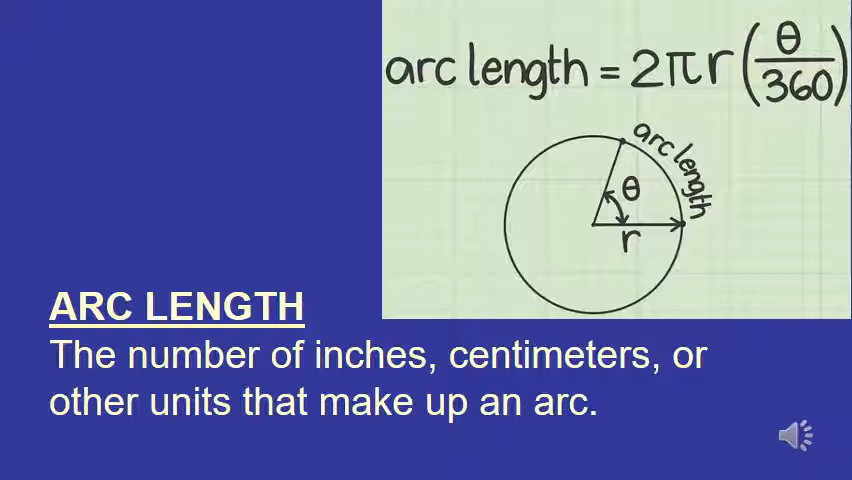 arc length = 2πr(θ/360)
arc length
θ
r
ARC LENGTH
The number of inches, centimeters, or
other units that make up an arc.